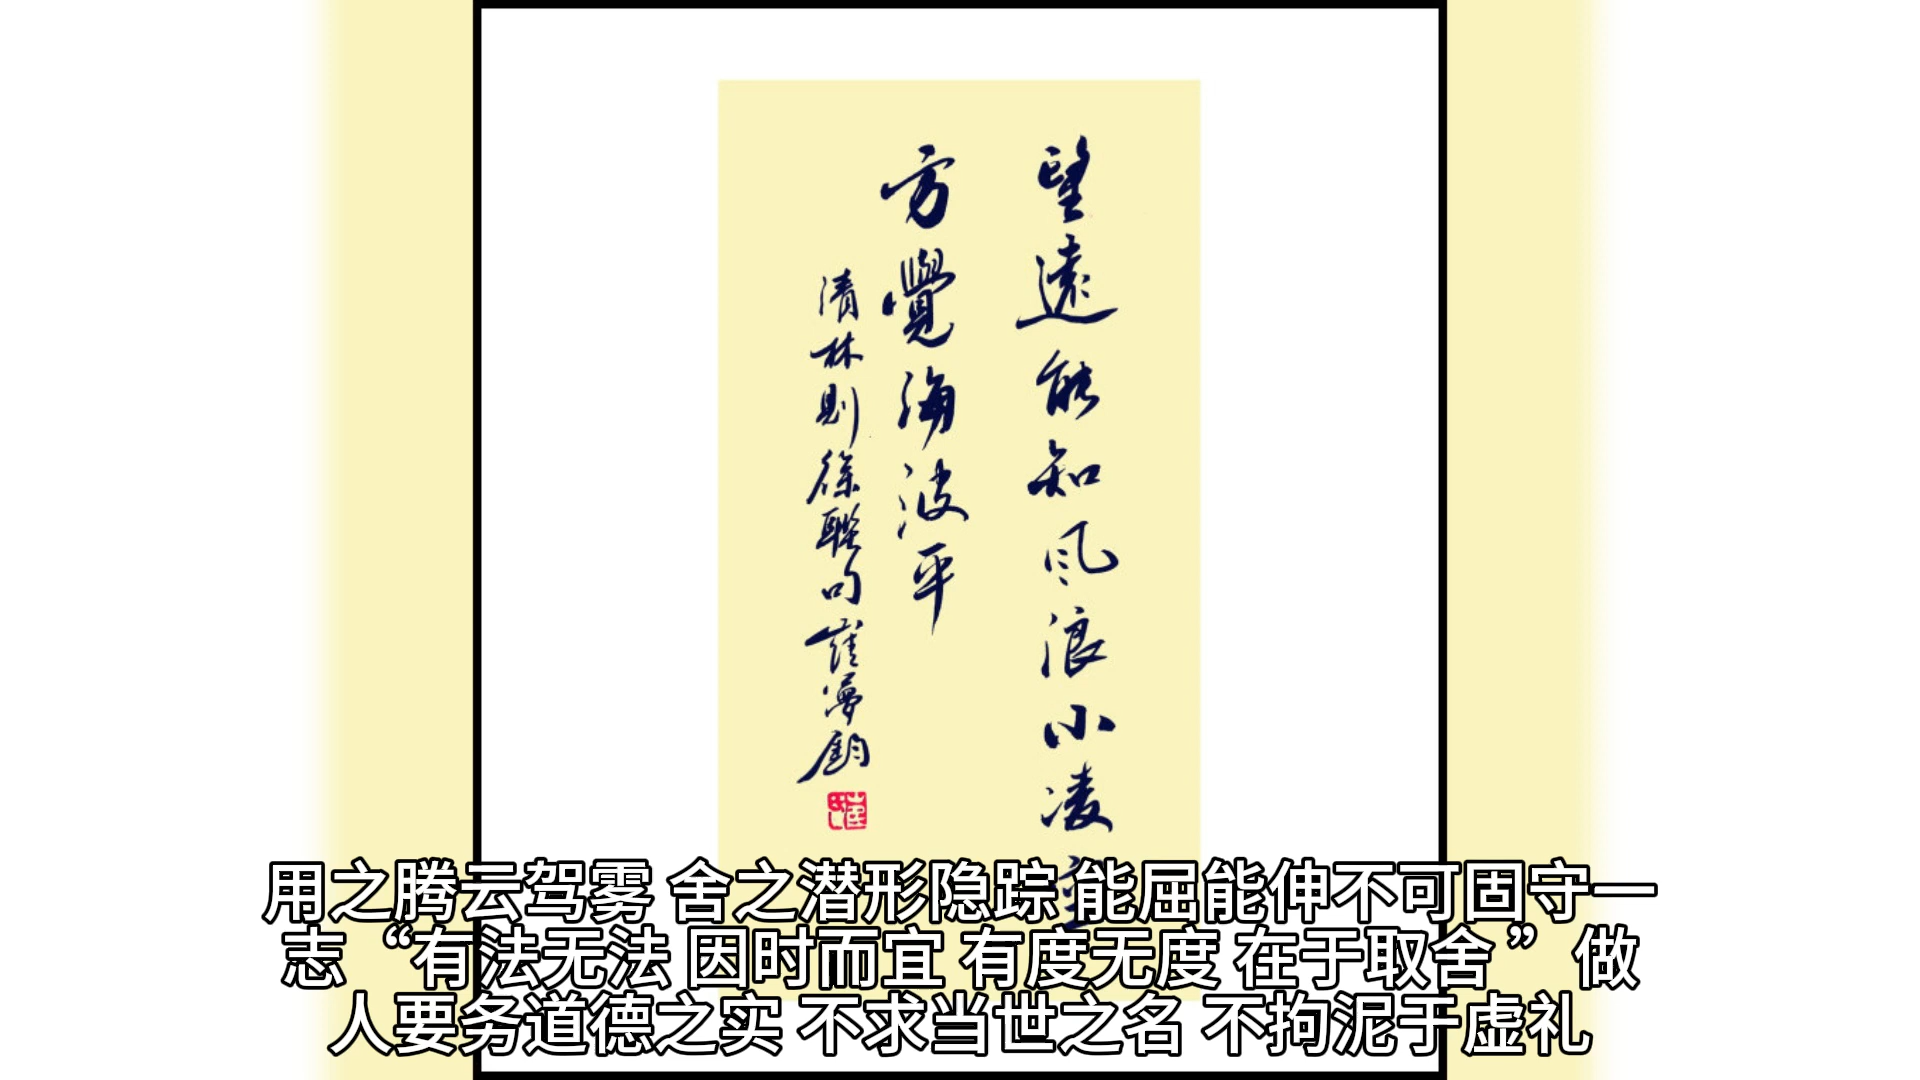 望遠能知风浪小凌空
方覺海波平
清林則徐聯句崔
用之腾云驾雾 舍之潜形隐踪 能屈能伸不可固守一
志“有法无法 因时而宜 有度无度 在于取舍” 做
人要务道德之实 不求当世之名 不拘泥于虚礼